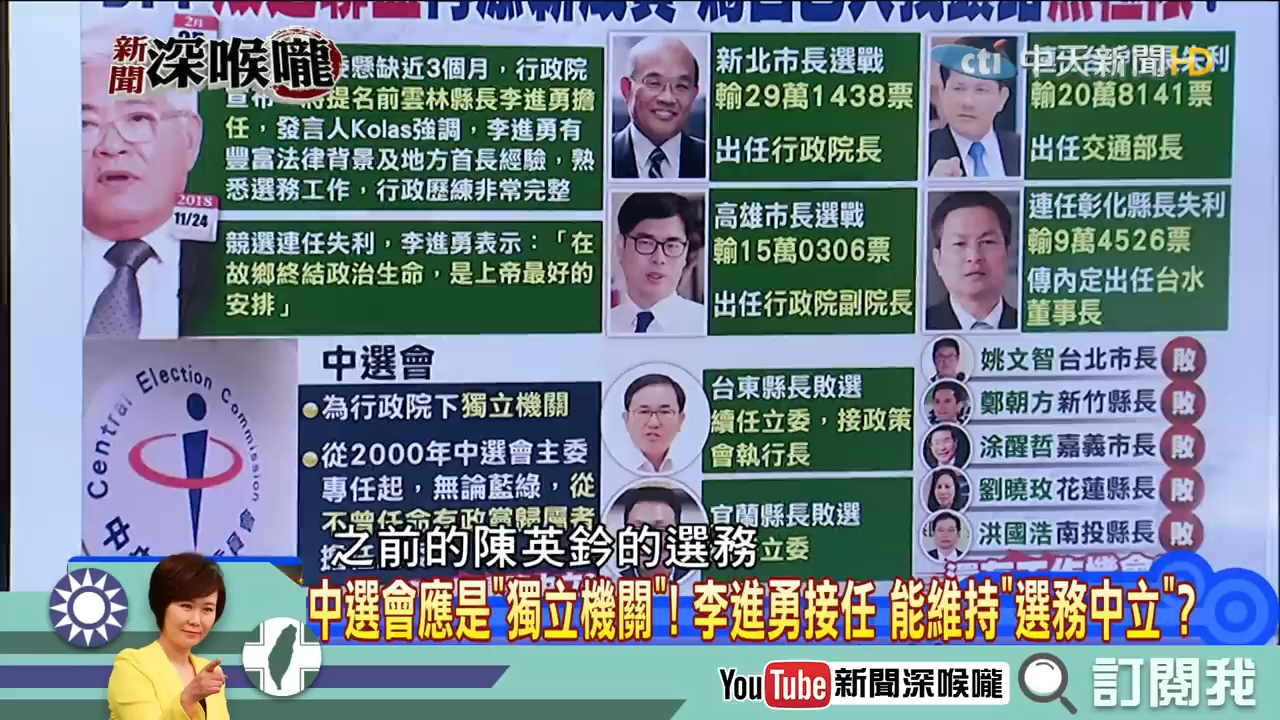 新聞深喉嚨
2月
懸缺近3個月，行政院
宣布 將提名前雲林縣長李進勇擔
任，發言人Kolas強調，李進勇有
豐富法律背景及地方首長經驗，熟
悉選務工作，行政歷練非常完整
2018
11/24
競選連任失利，李進勇表示：「在
故鄉終結政治生命，是上帝最好的
安排」
新北市長選戰
輸29萬1438票
出任行政院長
cti 中天新聞HD
失利
輸20萬8141票
出任交通部長
高雄市長選戰
輸15萬0306票
出任行政院副院長
連任彰化縣長失利
輸9萬4526票
傳內定出任台水
董事長
Central Election Commission
中選會
為行政院下獨立機關
從2000年中選會主委
專任起，無論藍綠，從
不曾任命有政黨歸屬者
台東縣長敗選
續任立委，接政策
會執行長
宜蘭縣長敗選
立委
姚文智台北市長 敗
鄭朝方新竹縣長 敗
涂醒哲嘉義市長 敗
劉曉玫花蓮縣長 敗
洪國浩南投縣長 敗
之前的陳英鈐的選務
中選會應是"獨立機關"！李進勇接任 能維持"選務中立"？
YouTube 新聞深喉嚨 訂閱我